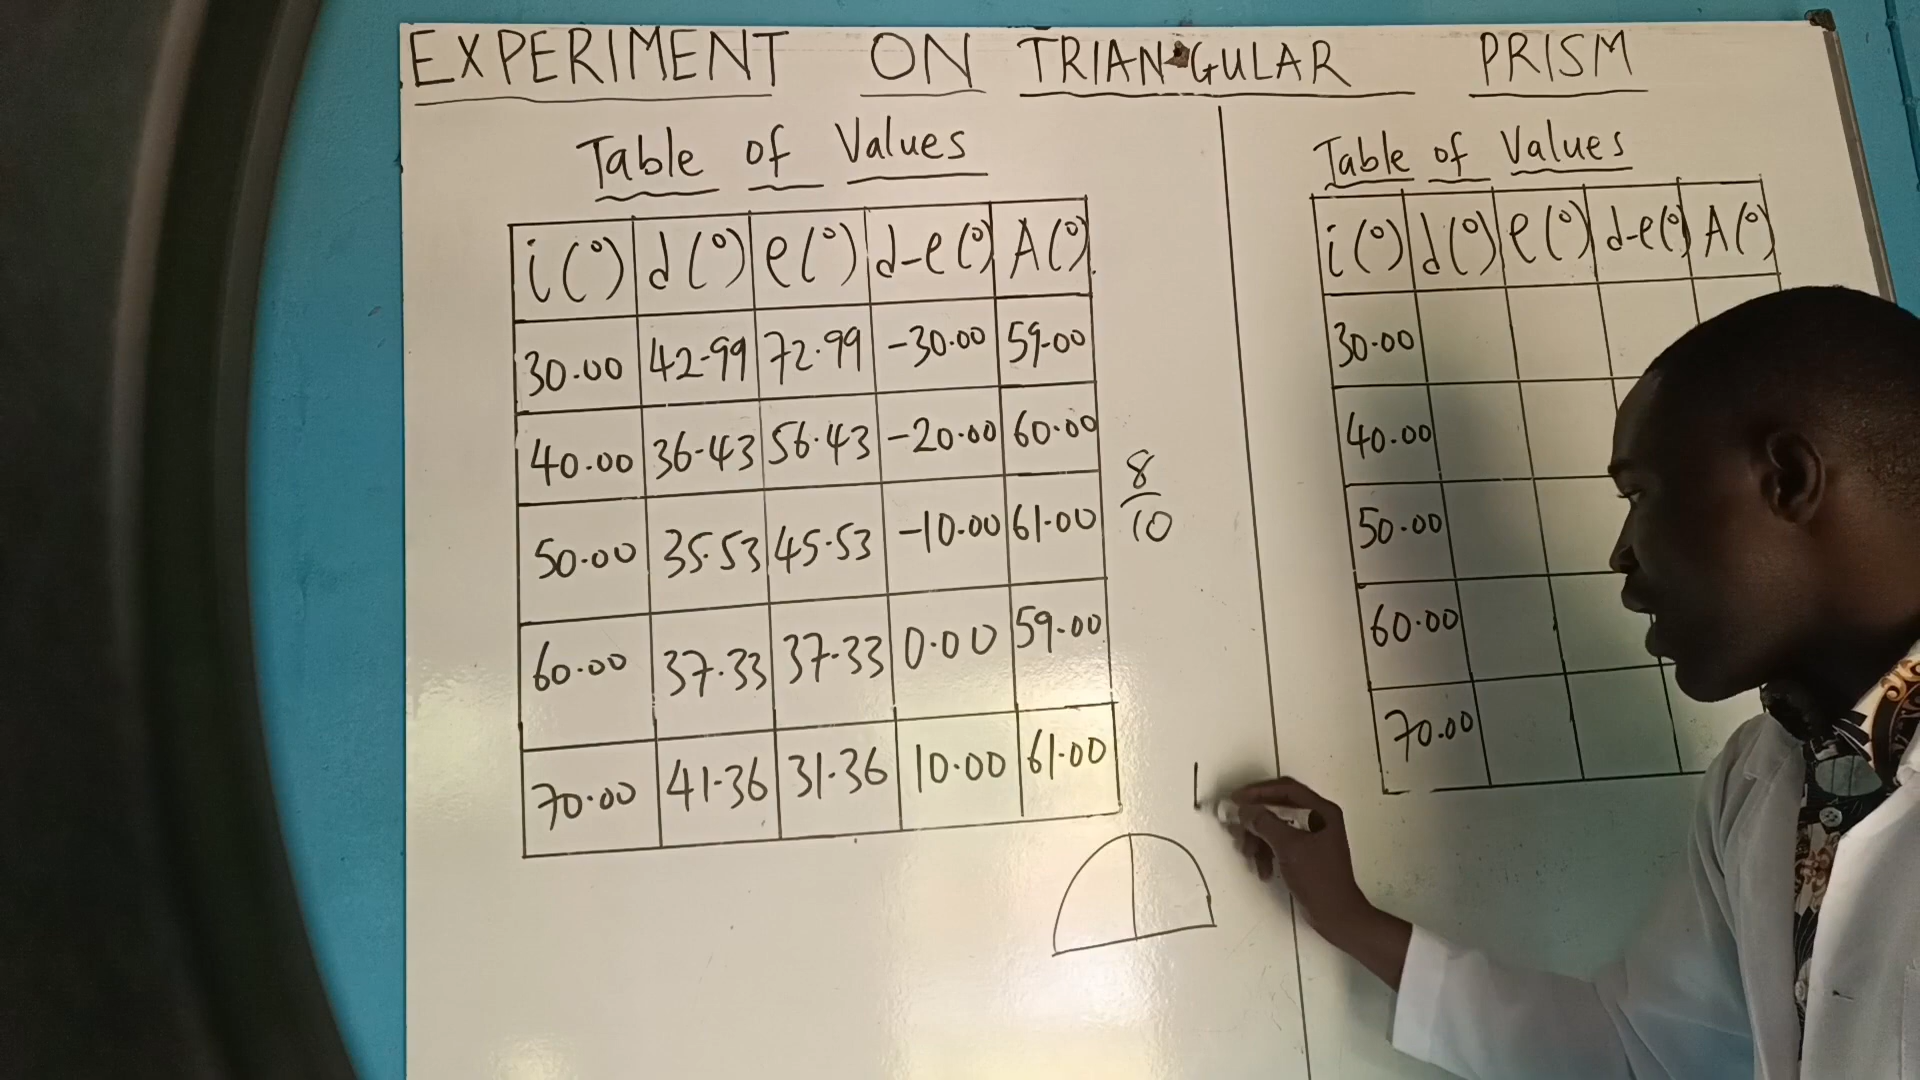 EXPERIMENT ON TRIANGULAR PRISM
Table of Values
i(°) d(°) e(°) d-e(°) A(°)
30.00 42.99 72.99 -30.00 59.00
40.00 36.43 56.43 -20.00 60.00
50.00 35.53 45.53 -10.00 61.00
60.00 37.33 37.33 0.00 59.00
70.00 41.36 31.36 10.00 61.00
8
10
Table of Values
i(°) d(°) e(°) d-e(°) A(°)
30.00
40.00
50.00
60.00
70.00